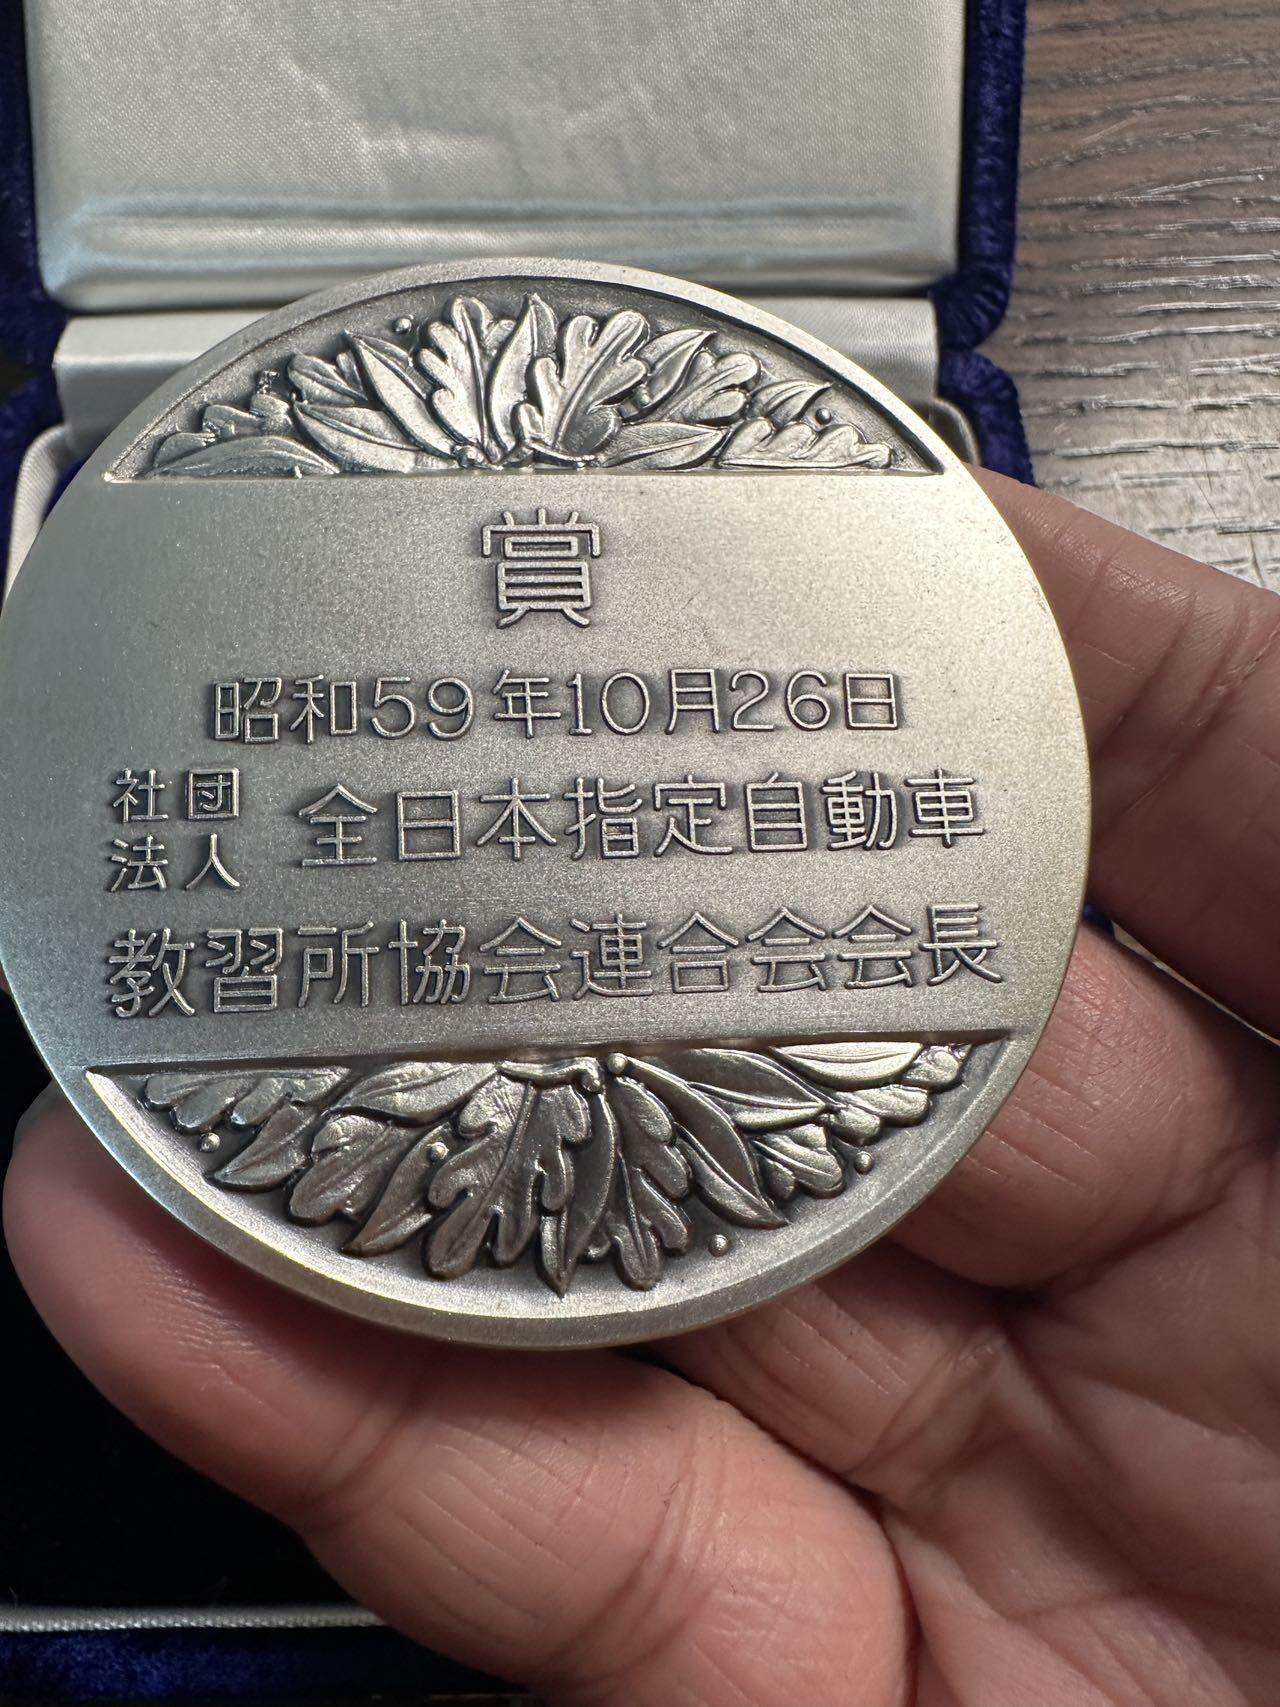 賞
昭和59年10月26日
社団法人 全日本指定自動車
教習所協会連合会会長